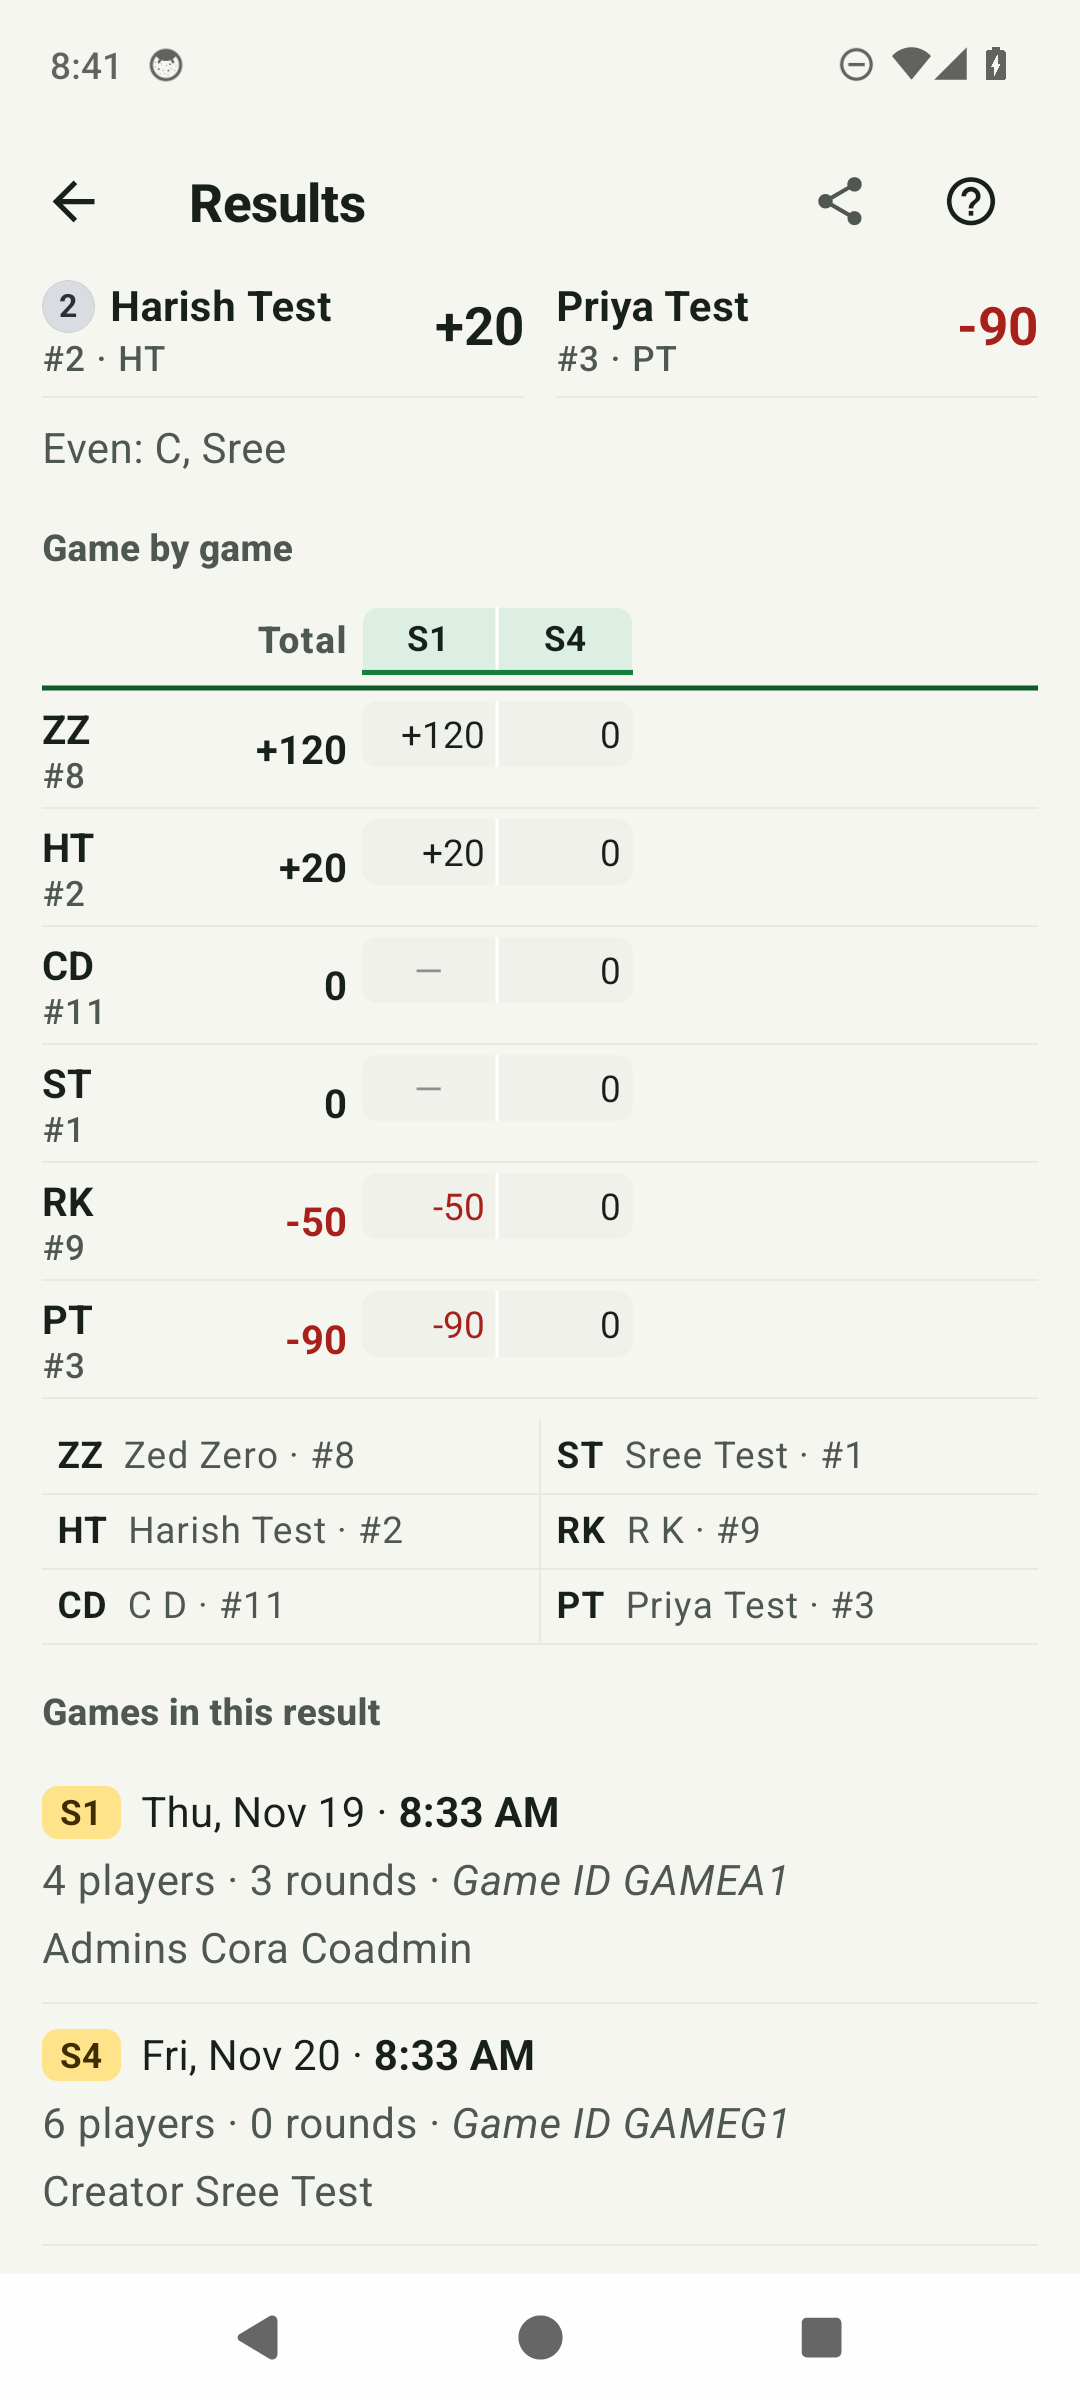 8:41
Results
2 Harish Test +20 Priya Test -90
#2 · HT #3 · PT
Even: C, Sree
Game by game
Total S1 S4
ZZ +120 +120 0
#8
HT +20 +20 0
#2
CD 0 — 0
#11
ST 0 — 0
#1
RK -50 -50 0
#9
PT -90 -90 0
#3
ZZ Zed Zero · #8 ST Sree Test · #1
HT Harish Test · #2 RK R K · #9
CD C D · #11 PT Priya Test · #3
Games in this result
S1 Thu, Nov 19 · 8:33 AM
4 players · 3 rounds · Game ID GAMEA1
Admins Cora Coadmin
S4 Fri, Nov 20 · 8:33 AM
6 players · 0 rounds · Game ID GAMEG1
Creator Sree Test